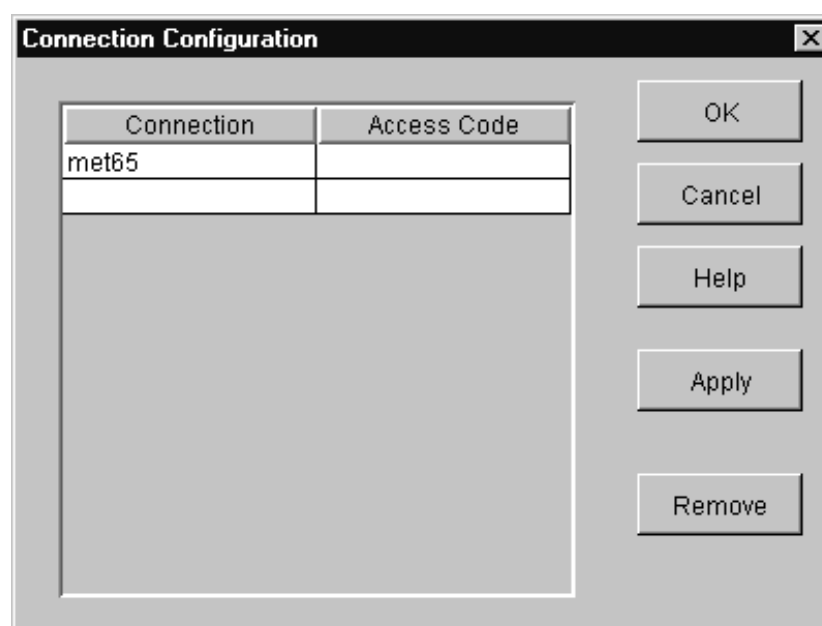 Connection Configuration
Connection Access Code
met65
OK
Cancel
Help
Apply
Remove